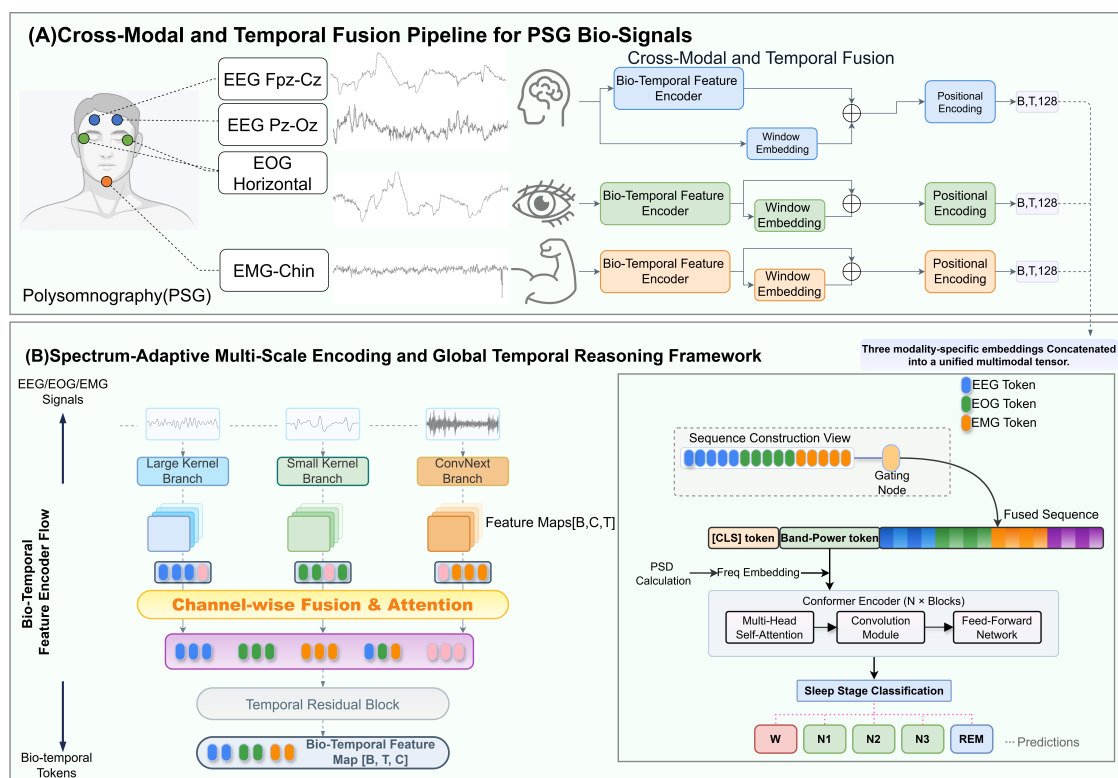 (A)Cross-Modal and Temporal Fusion Pipeline for PSG Bio-Signals
Cross-Modal and Temporal Fusion
EEG Fpz-Cz
EEG Pz-Oz
EOG
Horizontal
EMG-Chin
Polysomnography(PSG)
Bio-Temporal Feature
Encoder
Window
Embedding
Positional
Encoding
B,T,128
Bio-Temporal Feature
Encoder
Window
Embedding
Positional
Encoding
B,T,128
Bio-Temporal Feature
Encoder
Window
Embedding
Positional
Encoding
B,T,128
Three modality-specific embeddings Concatenated
into a unified multimodal tensor.
(B)Spectrum-Adaptive Multi-Scale Encoding and Global Temporal Reasoning Framework
EEG/EOG/EMG
Signals
Bio-Temporal
Feature Encoder Flow
Bio-temporal
Tokens
Large Kernel
Branch
Small Kernel
Branch
ConvNext
Branch
Feature Maps[B,C,T]
Channel-wise Fusion & Attention
Temporal Residual Block
Bio-Temporal Feature
Map [B, T, C]
EEG Token
EOG Token
EMG Token
Sequence Construction View
Gating
Node
Fused Sequence
[CLS] token
Band-Power token
PSD
Calculation
Freq Embedding
Conformer Encoder (N × Blocks)
Multi-Head
Self-Attention
Convolution
Module
Feed-Forward
Network
Sleep Stage Classification
W
N1
N2
N3
REM
Predictions